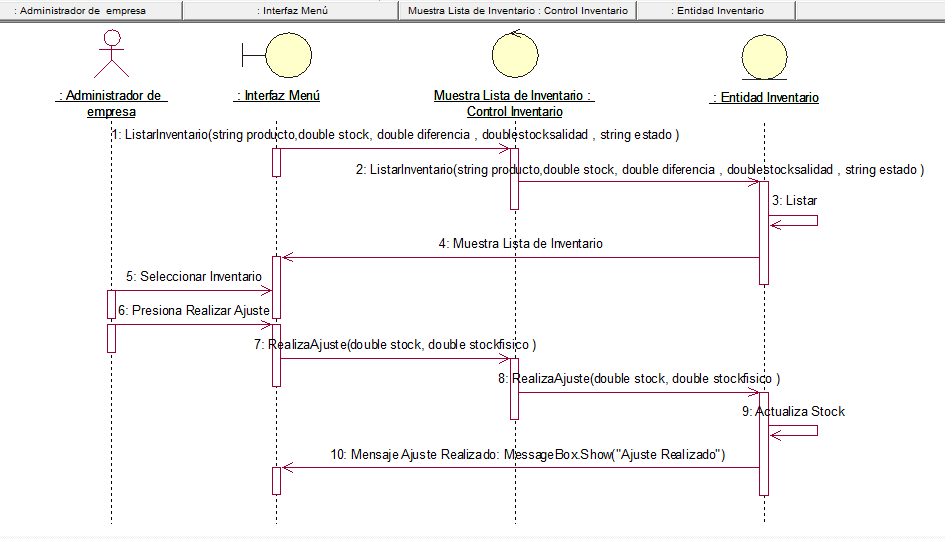 : Administrador de empresa
: Interfaz Menú
Muestra Lista de Inventario : Control Inventario
: Entidad Inventario
: Administrador de
empresa
: Interfaz Menú
Muestra Lista de Inventario :
Control Inventario
: Entidad Inventario
1: ListarInventario(string producto,double stock, double diferencia , doublestocksalidad , string estado )
2: ListarInventario(string producto,double stock, double diferencia , doublestocksalidad , string estado )
3: Listar
4: Muestra Lista de Inventario
5: Seleccionar Inventario
6: Presiona Realizar Ajuste
7: RealizaAjuste(double stock, double stockfisico )
8: RealizaAjuste(double stock, double stockfisico )
9: Actualiza Stock
10: Mensaje Ajuste Realizado: MessageBox.Show("Ajuste Realizado")